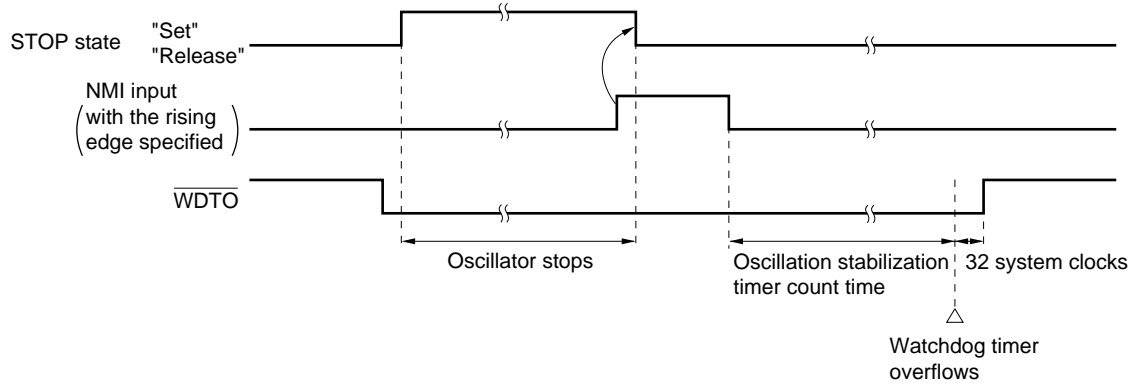 STOP state
"Set"
"Release"
NMI input
with the rising
edge specified
WDTO
Oscillator stops
Oscillation stabilization
timer count time
32 system clocks
Watchdog timer
overflows